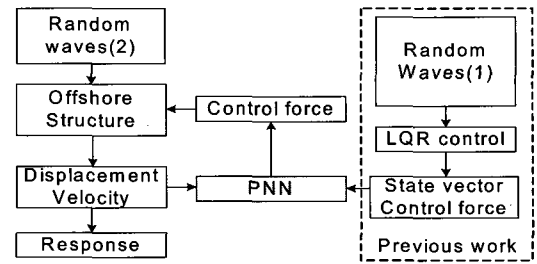 Random
waves(2)
Offshore
Structure
Displacement
Velocity
Response
Control force
PNN
Random
Waves(1)
LQR control
State vector
Control force
Previous work